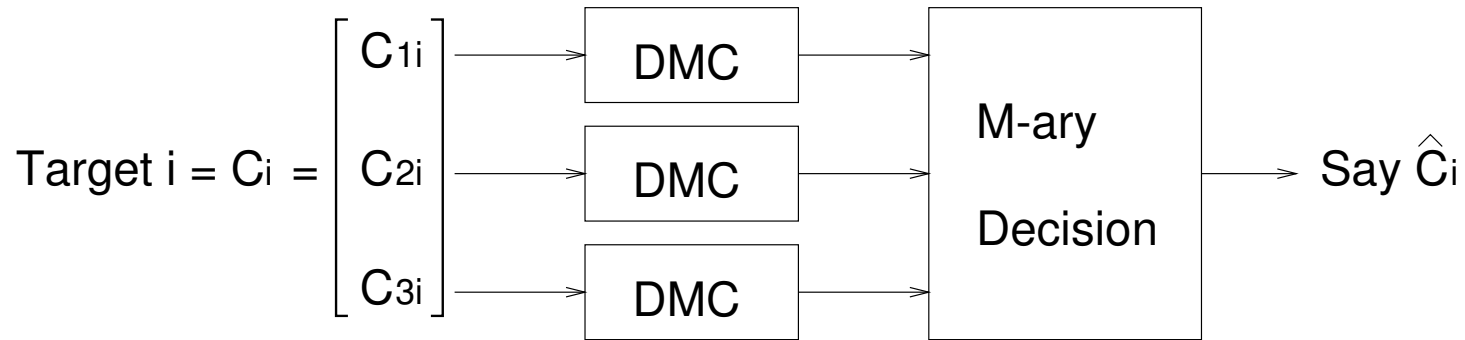 C1i
DMC
M-ary
Target i = Ci =
C2i
DMC
Say Ĉi
Decision
C3i
DMC